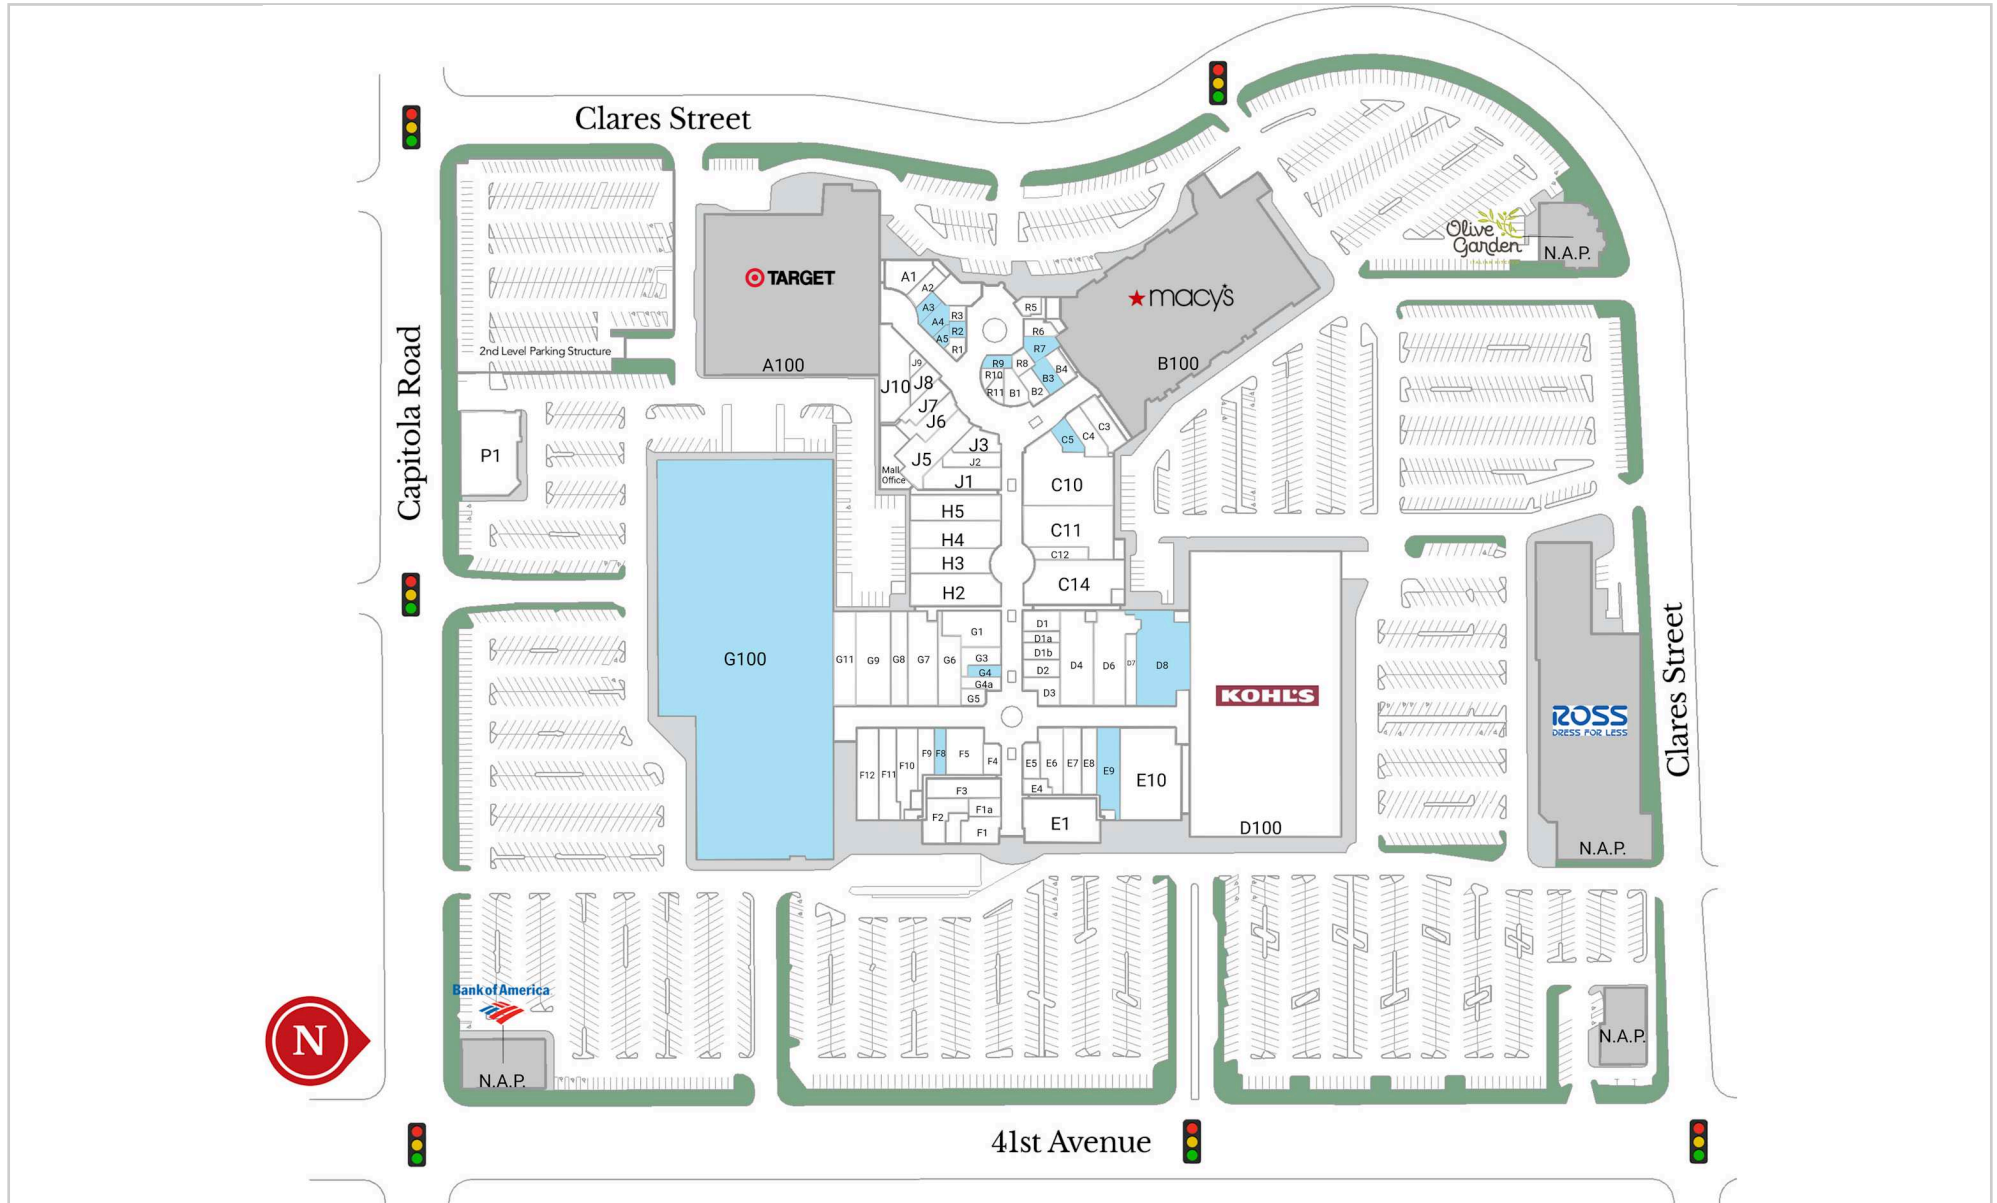 Clares Street
Olive
Garden
N.A.P.
TARGET
A100
macy's
B100
A1
A2
A3
A4
A5
R3
R2
R1
R5
R6
R7
R8
R9
R10
R11
B1
B2
B3
B4
2nd Level Parking Structure
Capitola Road
P1
J9
J10
J8
J7
J6
J3
J5
J2
J1
Mall
Office
C5
C4
C3
C10
H5
H4
H3
H2
C11
C12
C14
G100
G11
G9
G8
G7
G6
G1
G3
G4
G4a
G5
D1
D1a
D1b
D2
D3
D4
D6
D7
D8
KOHL'S
D100
ROSS
DRESS FOR LESS
N.A.P.
Clares Street
F12
F11
F10
F9
F8
F5
F4
F3
F2
F1a
F1
E5
E6
E7
E8
E9
E10
E4
E1
Bank of America
N.A.P.
N.A.P.
N
41st Avenue